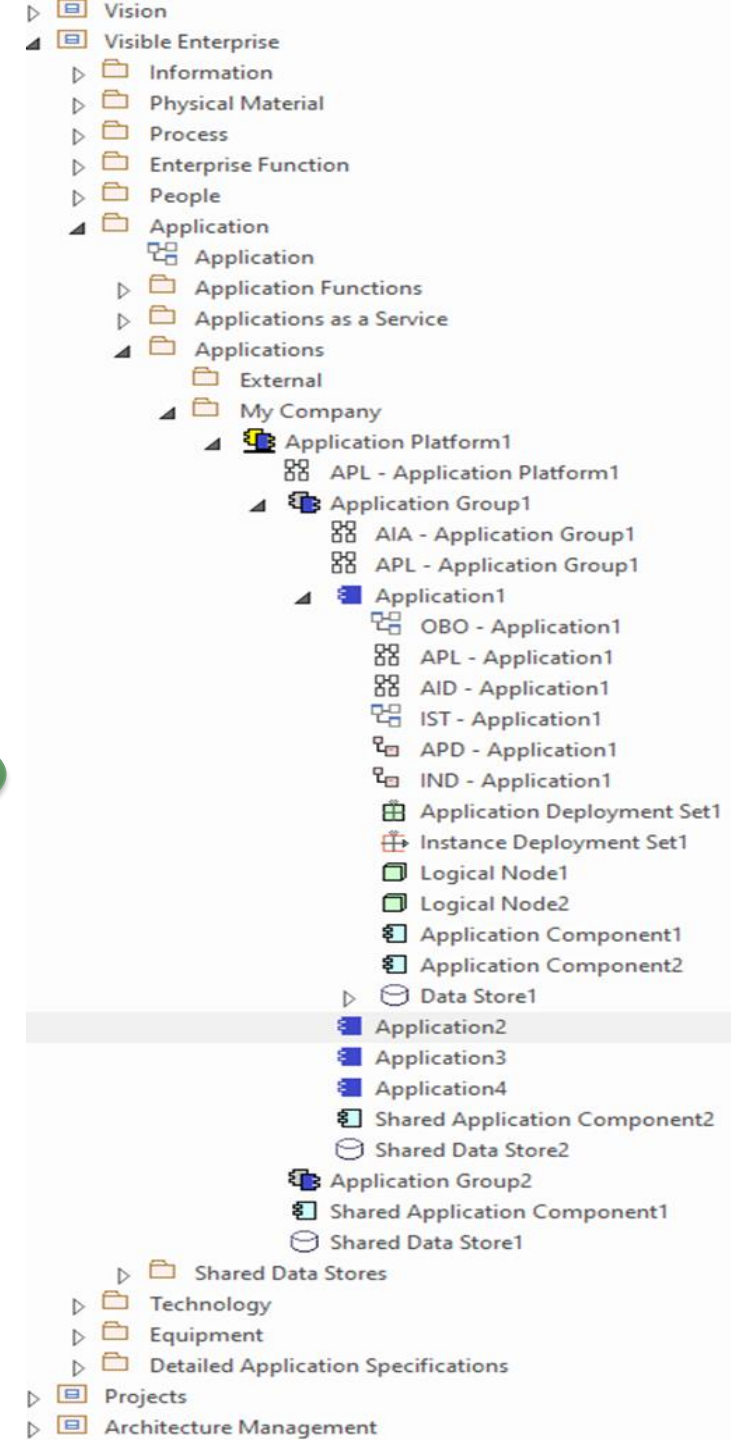 Vision
Visible Enterprise
Information
Physical Material
Process
Enterprise Function
People
Application
Application
Application Functions
Applications as a Service
Applications
External
My Company
Application Platform1
APL - Application Platform1
Application Group1
AIA - Application Group1
APL - Application Group1
Application1
OBO - Application1
APL - Application1
AID - Application1
IST - Application1
APD - Application1
IND - Application1
Application Deployment Set1
Instance Deployment Set1
Logical Node1
Logical Node2
Application Component1
Application Component2
Data Store1
Application2
Application3
Application4
Shared Application Component2
Shared Data Store2
Application Group2
Shared Application Component1
Shared Data Store1
Shared Data Stores
Technology
Equipment
Detailed Application Specifications
Projects
Architecture Management